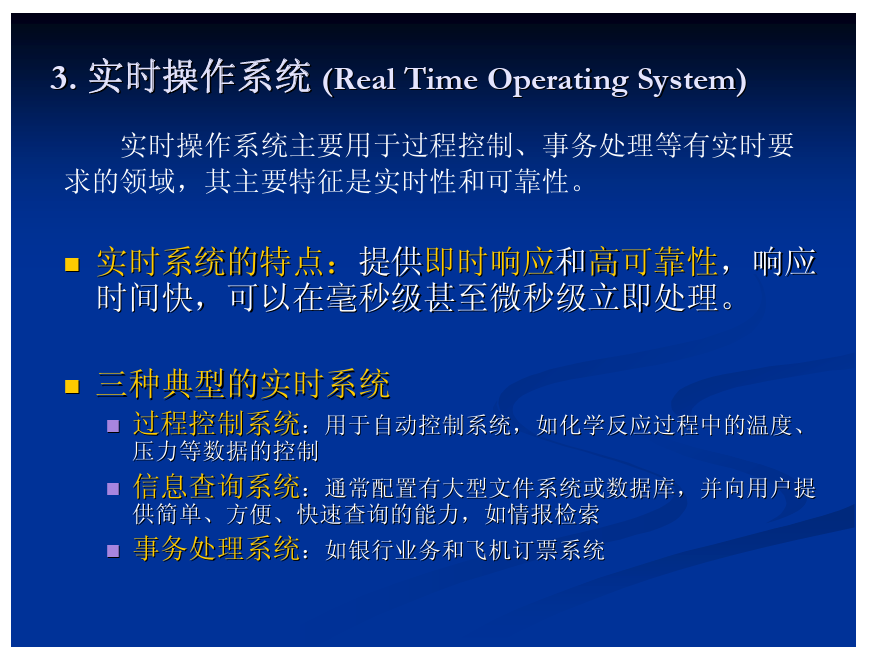 3. 实时操作系统 (Real Time Operating System)
实时操作系统主要用于过程控制、事务处理等有实时要
求的领域，其主要特征是实时性和可靠性。
实时系统的特点：提供即时响应和高可靠性，响应
时间快，可以在毫秒级甚至微秒级立即处理。
三种典型的实时系统
过程控制系统：用于自动控制系统，如化学反应过程中的温度、
压力等数据的控制
信息查询系统：通常配置有大型文件系统或数据库，并向用户提
供简单、方便、快速查询的能力，如情报检索
事务处理系统：如银行业务和飞机订票系统